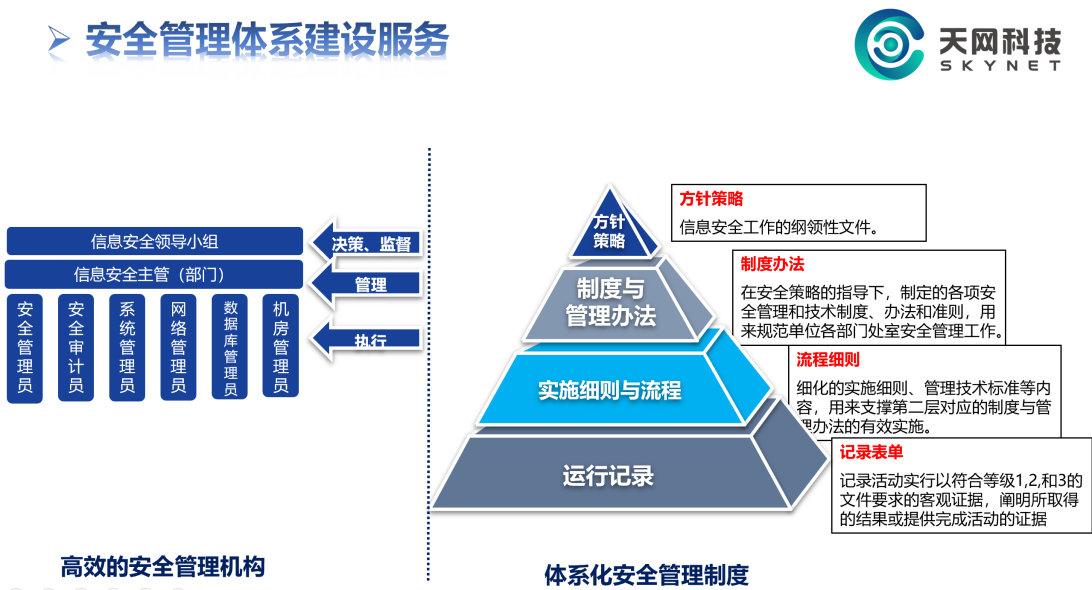 安全管理体系建设服务
天网科技
SKYNET
信息安全领导小组
信息安全主管（部门）
安全管理员
安全审计员
系统管理员
网络管理员
数据库管理员
机房管理员
决策、监督
管理
执行
高效的安全管理机构
方针
策略
制度与
管理办法
实施细则与流程
运行记录
方针策略
信息安全工作的纲领性文件。
制度办法
在安全策略的指导下，制定的各项安
全管理和技术制度、办法和准则，用
来规范单位各部门处室安全管理工作。
流程细则
细化的实施细则、管理技术标准等内
容，用来支撑第二层对应的制度与管
理办法的有效实施。
记录表单
记录活动实行以符合等级1,2,和3的
文件要求的客观证据，阐明所取得
的结果或提供完成活动的证据
体系化安全管理制度